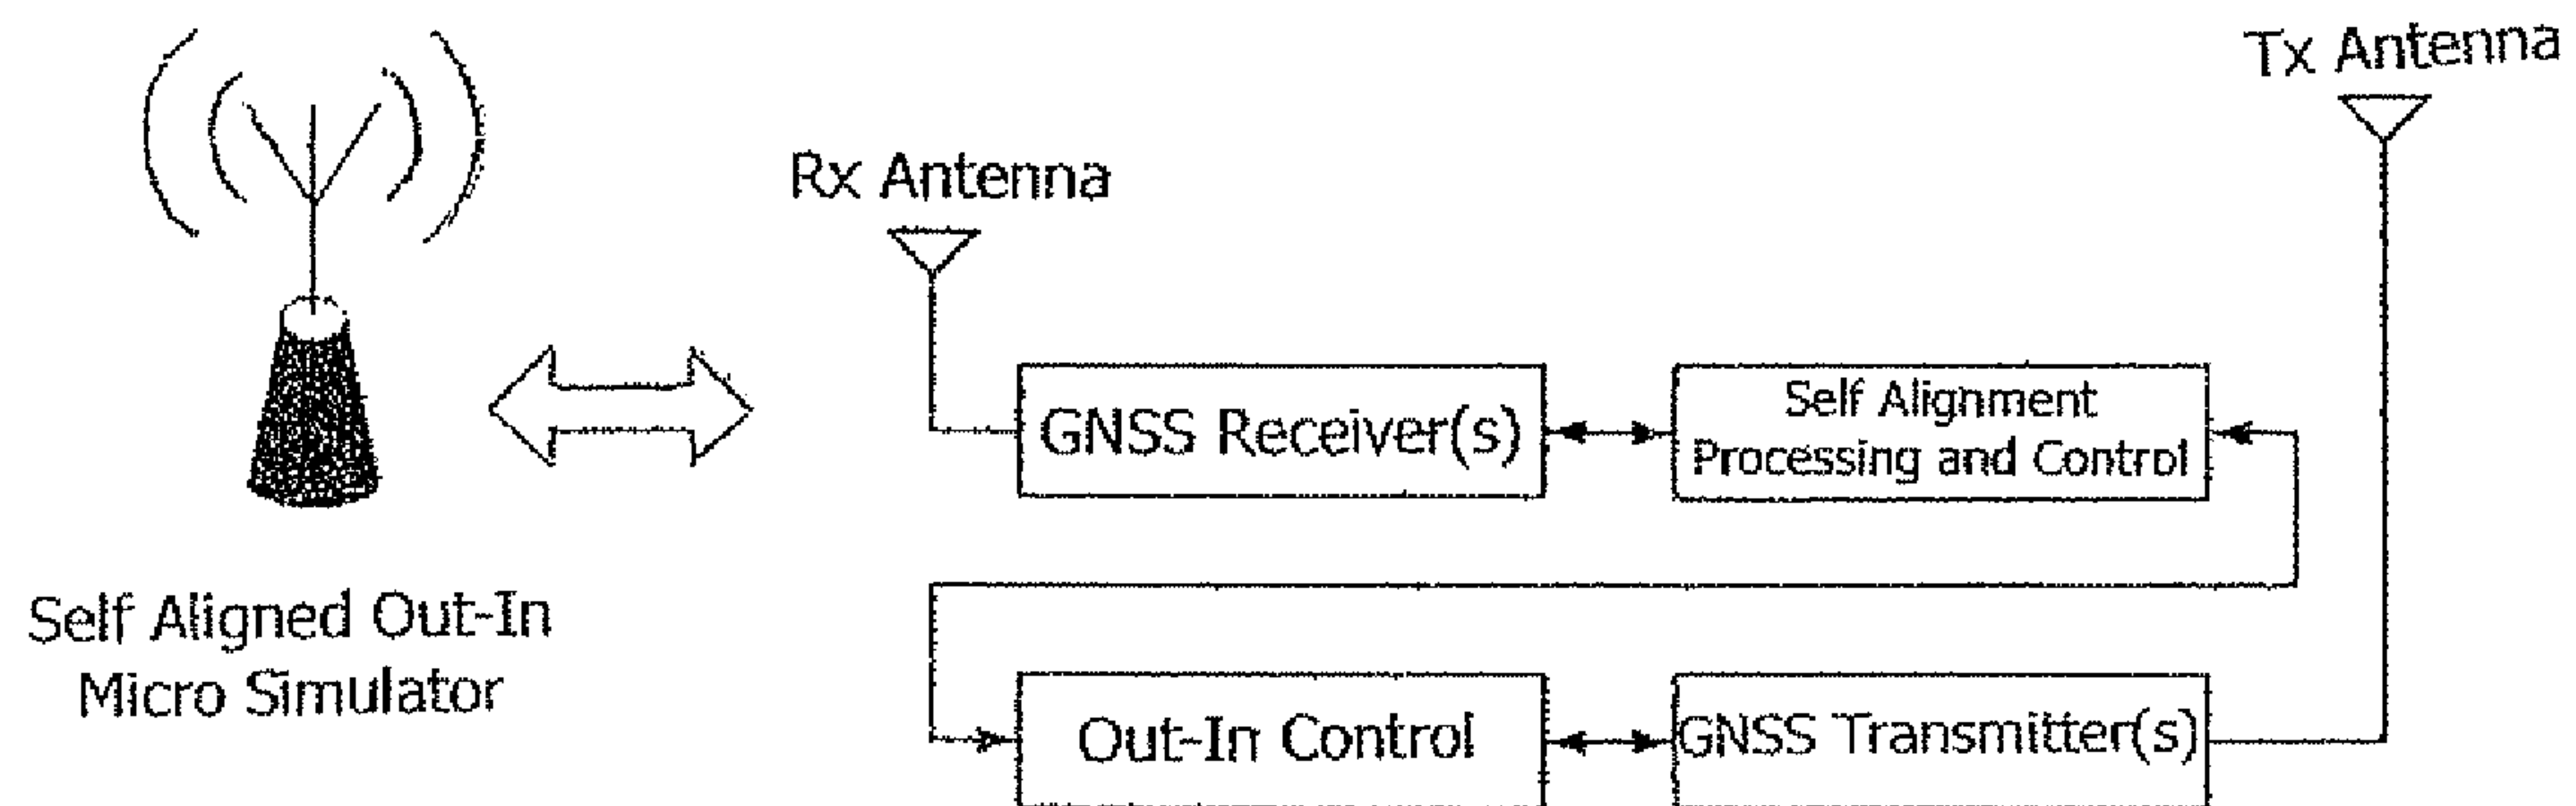 Tx Antenna
Rx Antenna
GNSS Receiver(s)
Self Alignment
Processing and Control
Self Aligned Out-In
Micro Simulator
Out-In Control
GNSS Transmitter(s)